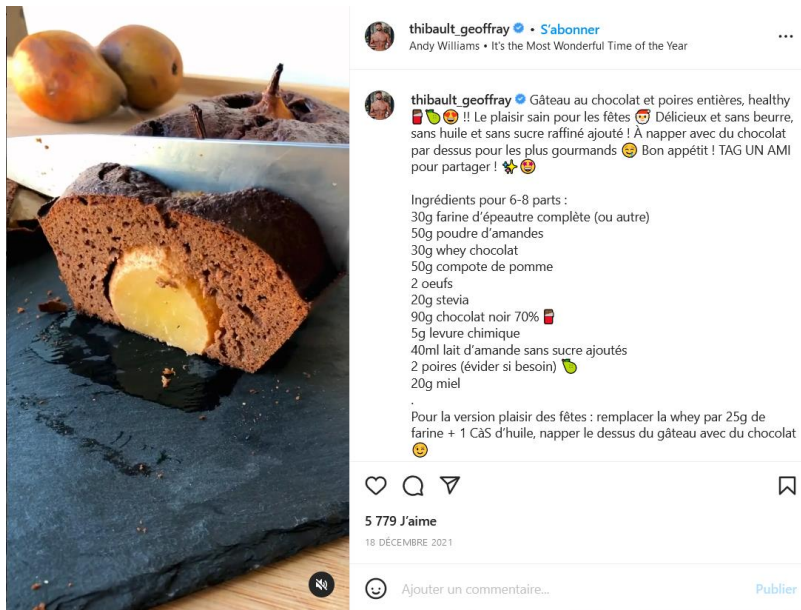 thibault_geoffray • S'abonner
Andy Williams • It's the Most Wonderful Time of the Year
thibault_geoffray Gâteau au chocolat et poires entières, healthy
🍫🍐😍 !! Le plaisir sain pour les fêtes 🎅 Délicieux et sans beurre,
sans huile et sans sucre raffiné ajouté ! À napper avec du chocolat
par dessus pour les plus gourmands 😊 Bon appétit ! TAG UN AMI
pour partager ! ✨😍
Ingrédients pour 6-8 parts :
30g farine d'épeautre complète (ou autre)
50g poudre d'amandes
30g whey chocolat
50g compote de pomme
2 oeufs
20g stevia
90g chocolat noir 70% 🍫
5g levure chimique
40ml lait d'amande sans sucre ajoutés
2 poires (évider si besoin) 🍐
20g miel
.
Pour la version plaisir des fêtes : remplacer la whey par 25g de
farine + 1 CàS d'huile, napper le dessus du gâteau avec du chocolat
😉
5 779 J'aime
18 DÉCEMBRE 2021
Ajouter un commentaire... Publier